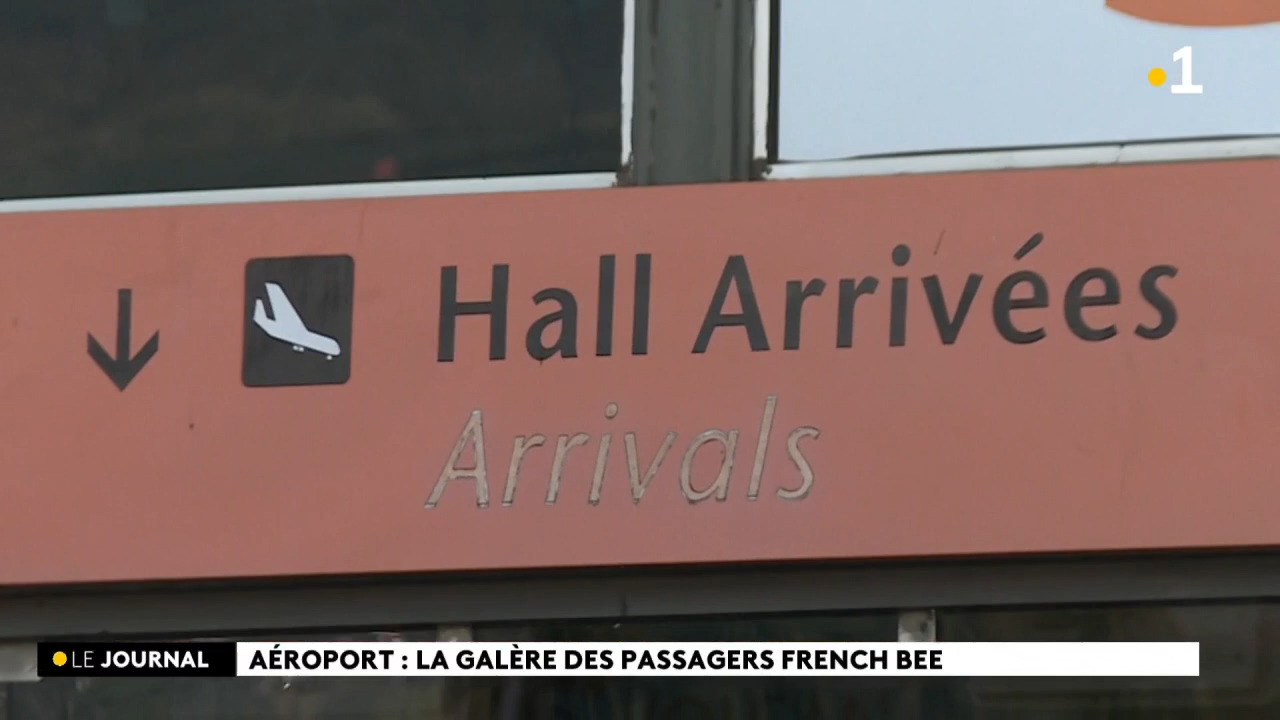 1
Hall Arrivées
Arrivals
LE JOURNAL AÉROPORT : LA GALÈRE DES PASSAGERS FRENCH BEE